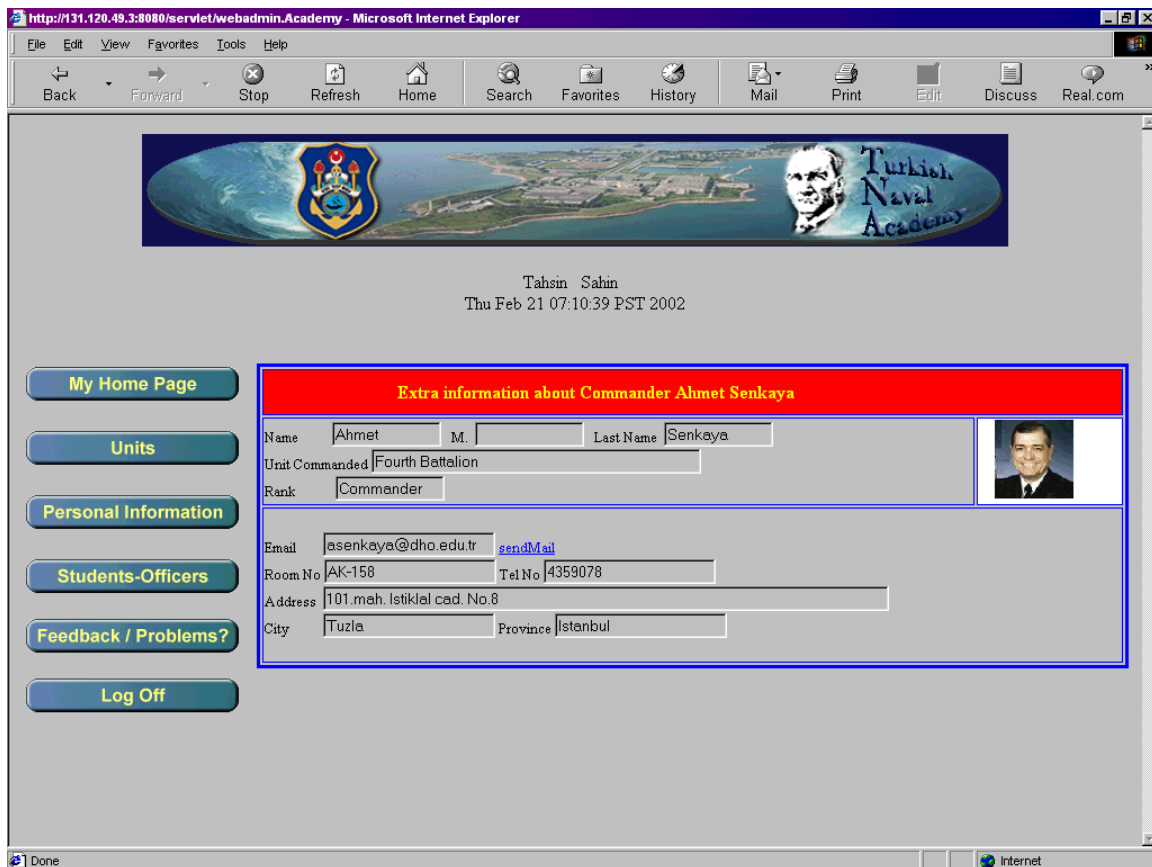 http://131.120.49.3:8080/servlet/webadmin.Academy - Microsoft Internet Explorer
File Edit View Favorites Tools Help
Back Forward Stop Refresh Home Search Favorites History Mail Print Edit Discuss Real.com
Turkish
Naval
Academy
Tahsin Sahin
Thu Feb 21 07:10:39 PST 2002
My Home Page
Units
Personal Information
Students-Officers
Feedback / Problems?
Log Off
Extra information about Commander Ahmet Senkaya
Name Ahmet M. Last Name Senkaya
Unit Commanded Fourth Battalion
Rank Commander
Email asenkaya@dho.edu.tr sendMail
Room No AK-158 Tel No 4359078
Address 101.mah. Istiklal cad. No.8
City Tuzla Province Istanbul
Done Internet